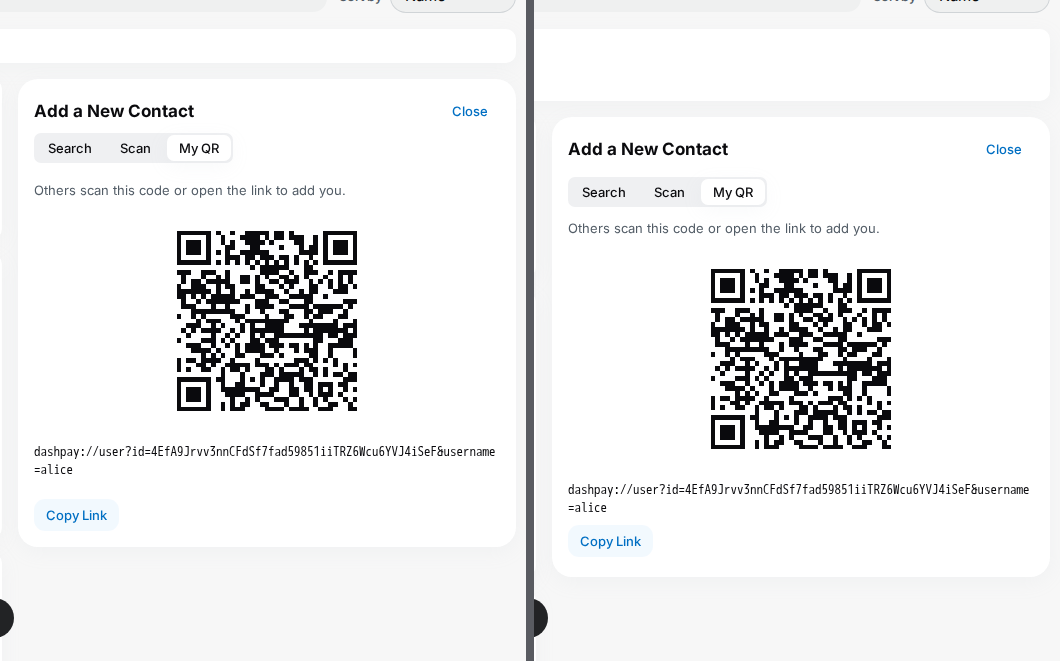 Add a New Contact
Close
Search Scan My QR
Others scan this code or open the link to add you.
dashpay://user?id=4EfA9Jrvv3nnCFdSf7fad59851iiTRZ6Wcu6YVJ4iSeF&username
=alice
Copy Link
Add a New Contact
Close
Search Scan My QR
Others scan this code or open the link to add you.
dashpay://user?id=4EfA9Jrvv3nnCFdSf7fad59851iiTRZ6Wcu6YVJ4iSeF&username
=alice
Copy Link